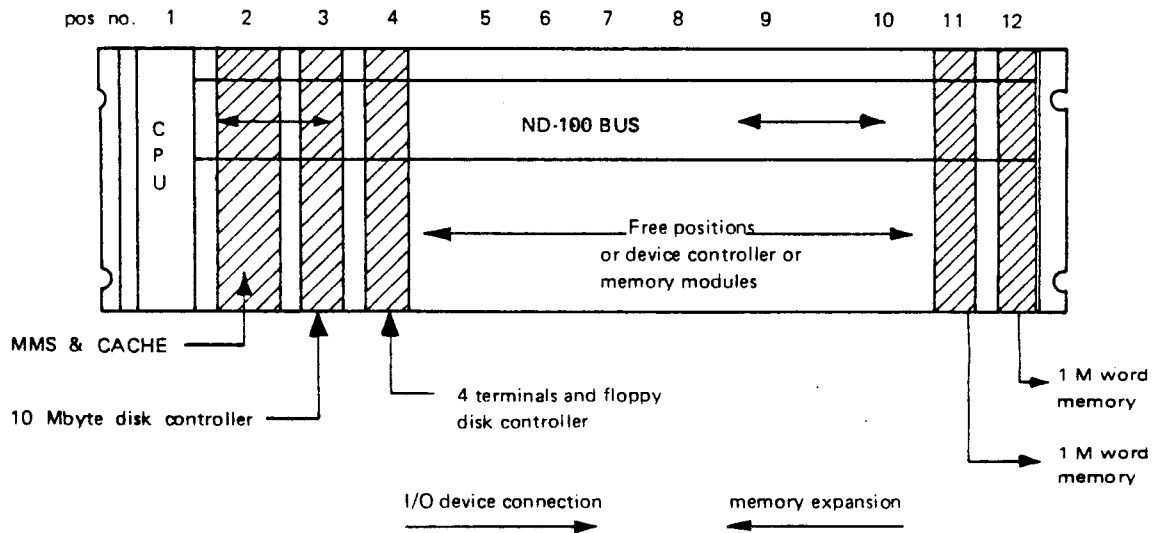 pos no. 1 2 3 4 5 6 7 8 9 10 11 12
C
P
U
ND-100 BUS
Free positions
or device controller or
memory modules
MMS & CACHE
10 Mbyte disk controller
4 terminals and floppy
disk controller
1 M word
memory
1 M word
memory
I/O device connection
memory expansion